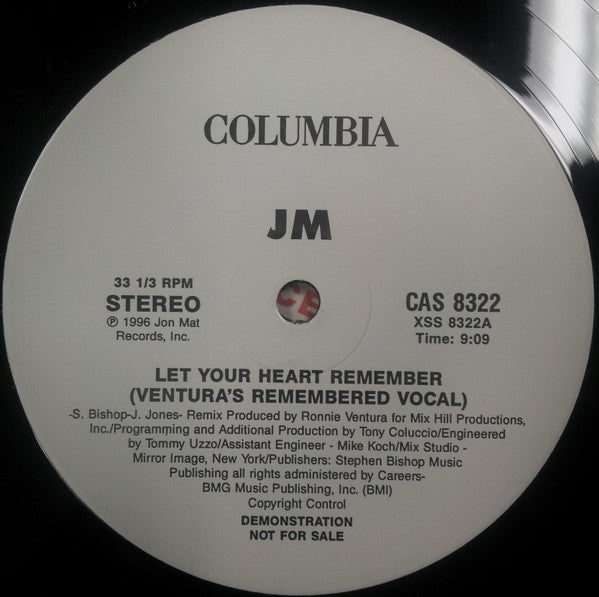 COLUMBIA
JM
33 1/3 RPM
STEREO
℗ 1996 Jon Mat
Records, Inc.
CAS 8322
XSS 8322A
Time: 9:09
LET YOUR HEART REMEMBER
(VENTURA'S REMEMBERED VOCAL)
-S. Bishop-J. Jones- Remix Produced by Ronnie Ventura for Mix Hill Productions,
Inc./Programming and Additional Production by Tony Coluccio/Engineered
by Tommy Uzzo/Assistant Engineer - Mike Koch/Mix Studio -
Mirror Image, New York/Publishers: Stephen Bishop Music
Publishing all rights administered by Careers-
BMG Music Publishing, Inc. (BMI)
Copyright Control
DEMONSTRATION
NOT FOR SALE